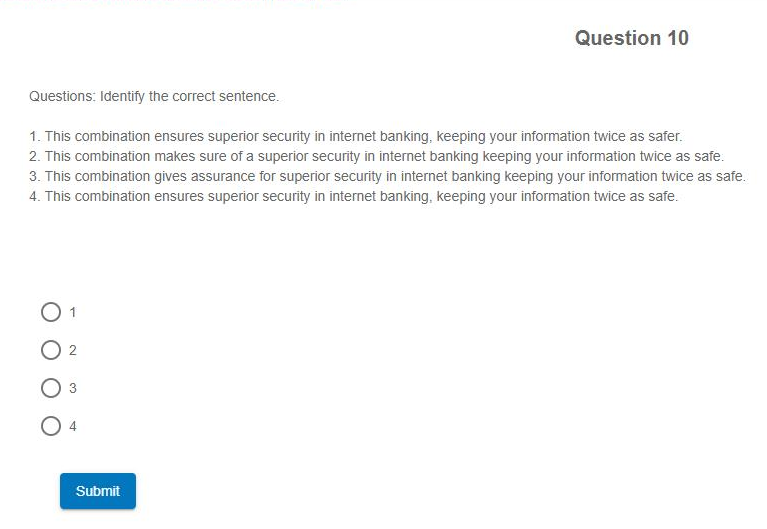 Question 10
Questions: Identify the correct sentence.
1. This combination ensures superior security in internet banking, keeping your information twice as safer.
2. This combination makes sure of a superior security in internet banking keeping your information twice as safe.
3. This combination gives assurance for superior security in internet banking keeping your information twice as safe.
4. This combination ensures superior security in internet banking, keeping your information twice as safe.
1
2
3
4
Submit